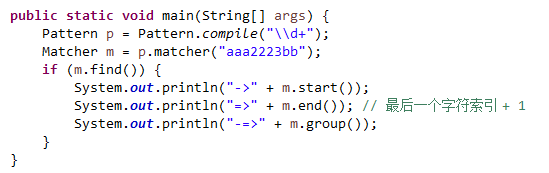 public static void main(String[] args) {
    Pattern p = Pattern.compile("\\d+");
    Matcher m = p.matcher("aaa2223bb");
    if (m.find()) {
        System.out.println("->" + m.start());
        System.out.println("=>" + m.end()); // 最后一个字符索引 + 1
        System.out.println("-=>" + m.group());
    }
}